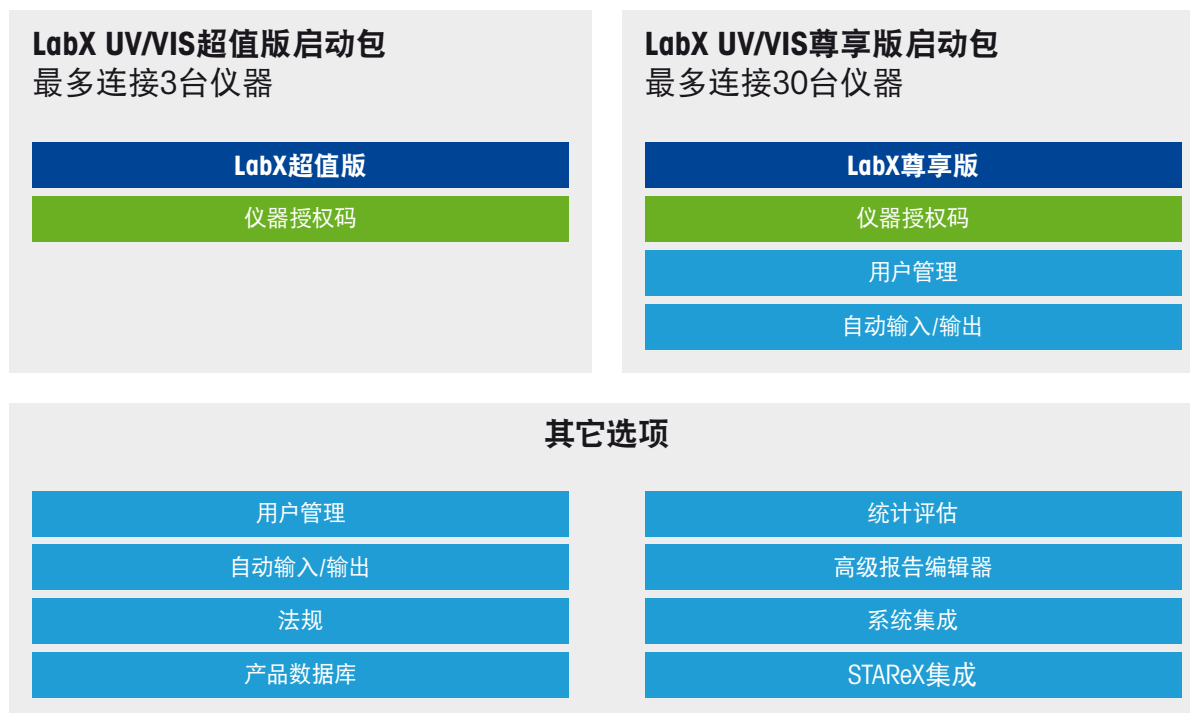 LabX UV/VIS超值版启动包
最多连接3台仪器
LabX超值版
仪器授权码
LabX UV/VIS尊享版启动包
最多连接30台仪器
LabX尊享版
仪器授权码
用户管理
自动输入/输出
其它选项
用户管理
自动输入/输出
法规
产品数据库
统计评估
高级报告编辑器
系统集成
STAReX集成